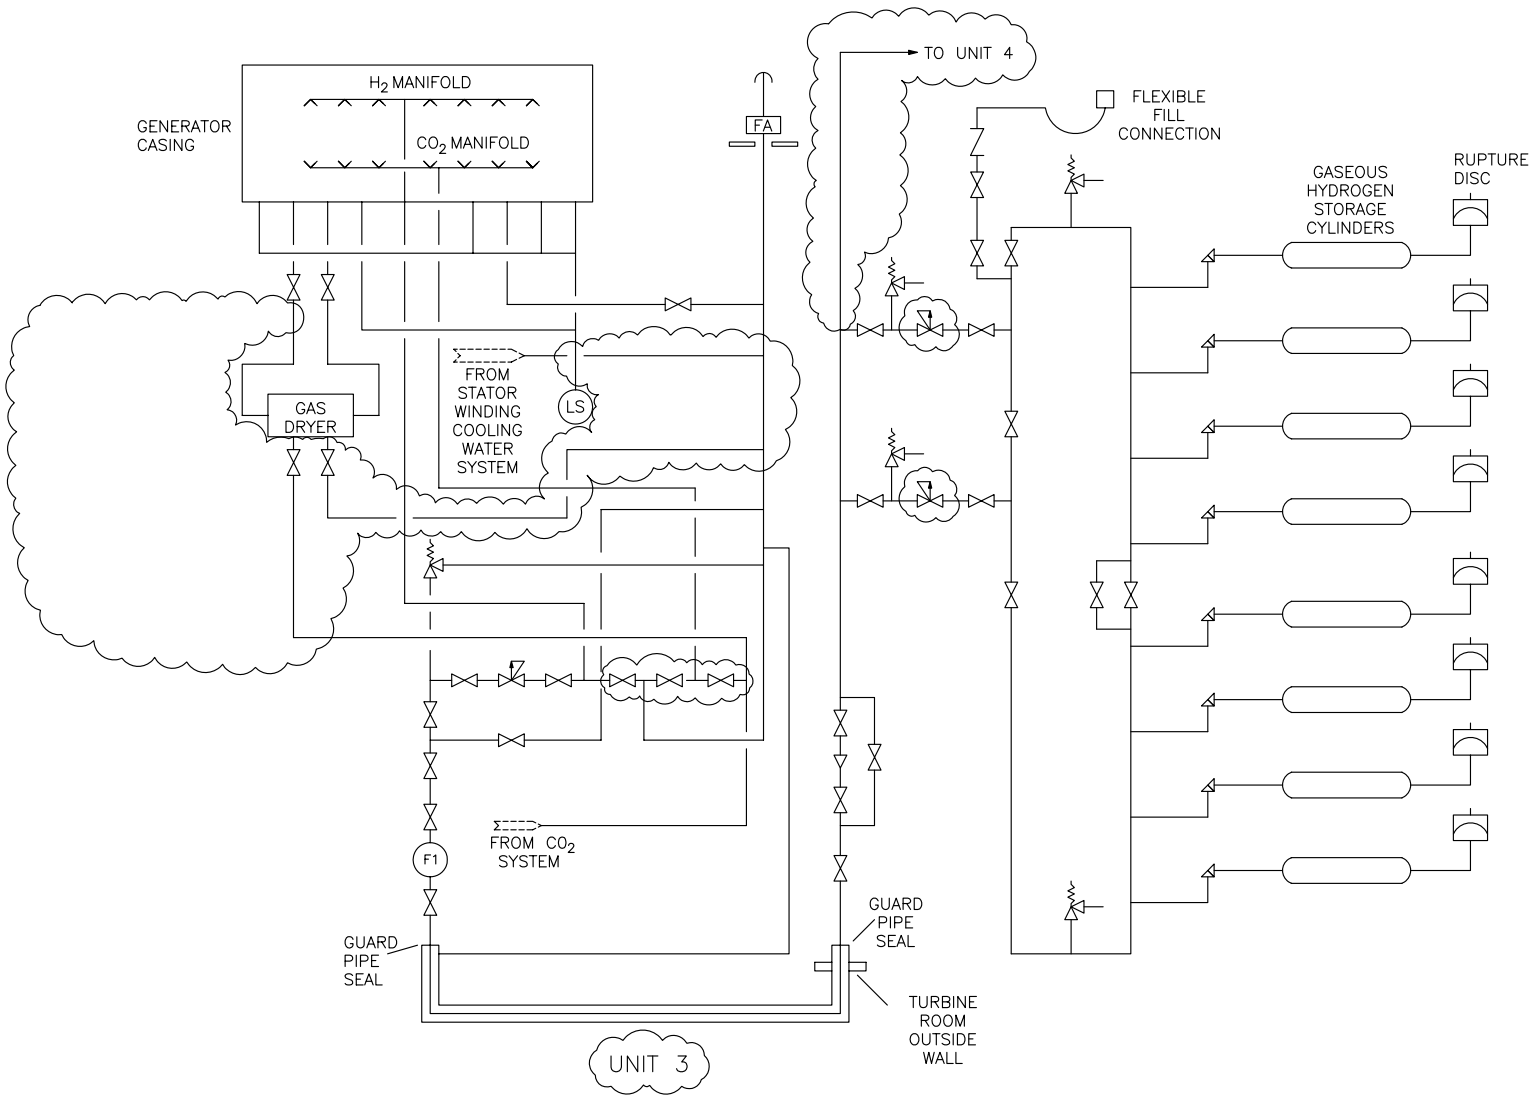 H2 MANIFOLD
CO2 MANIFOLD
GENERATOR
CASING
FA
TO UNIT 4
FLEXIBLE
FILL
CONNECTION
GASEOUS
HYDROGEN
STORAGE
CYLINDERS
RUPTURE
DISC
FROM
STATOR
WINDING
COOLING
WATER
SYSTEM
LS
GAS
DRYER
FROM CO2
SYSTEM
F1
GUARD
PIPE
SEAL
GUARD
PIPE
SEAL
TURBINE
ROOM
OUTSIDE
WALL
UNIT 3